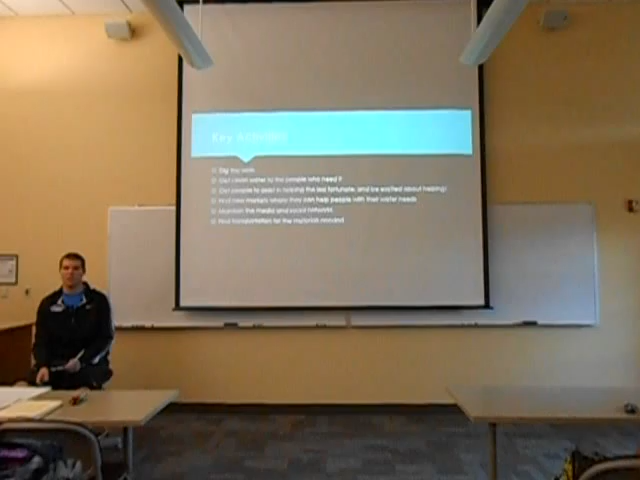 Key Activities
Dig the wells
Get clean water to the people who need it
Get people to assist in helping the less fortunate, and be excited about helping!
Find new markets where they can help people with their water needs
Maintain the media and social networks
Find transportation for the materials needed